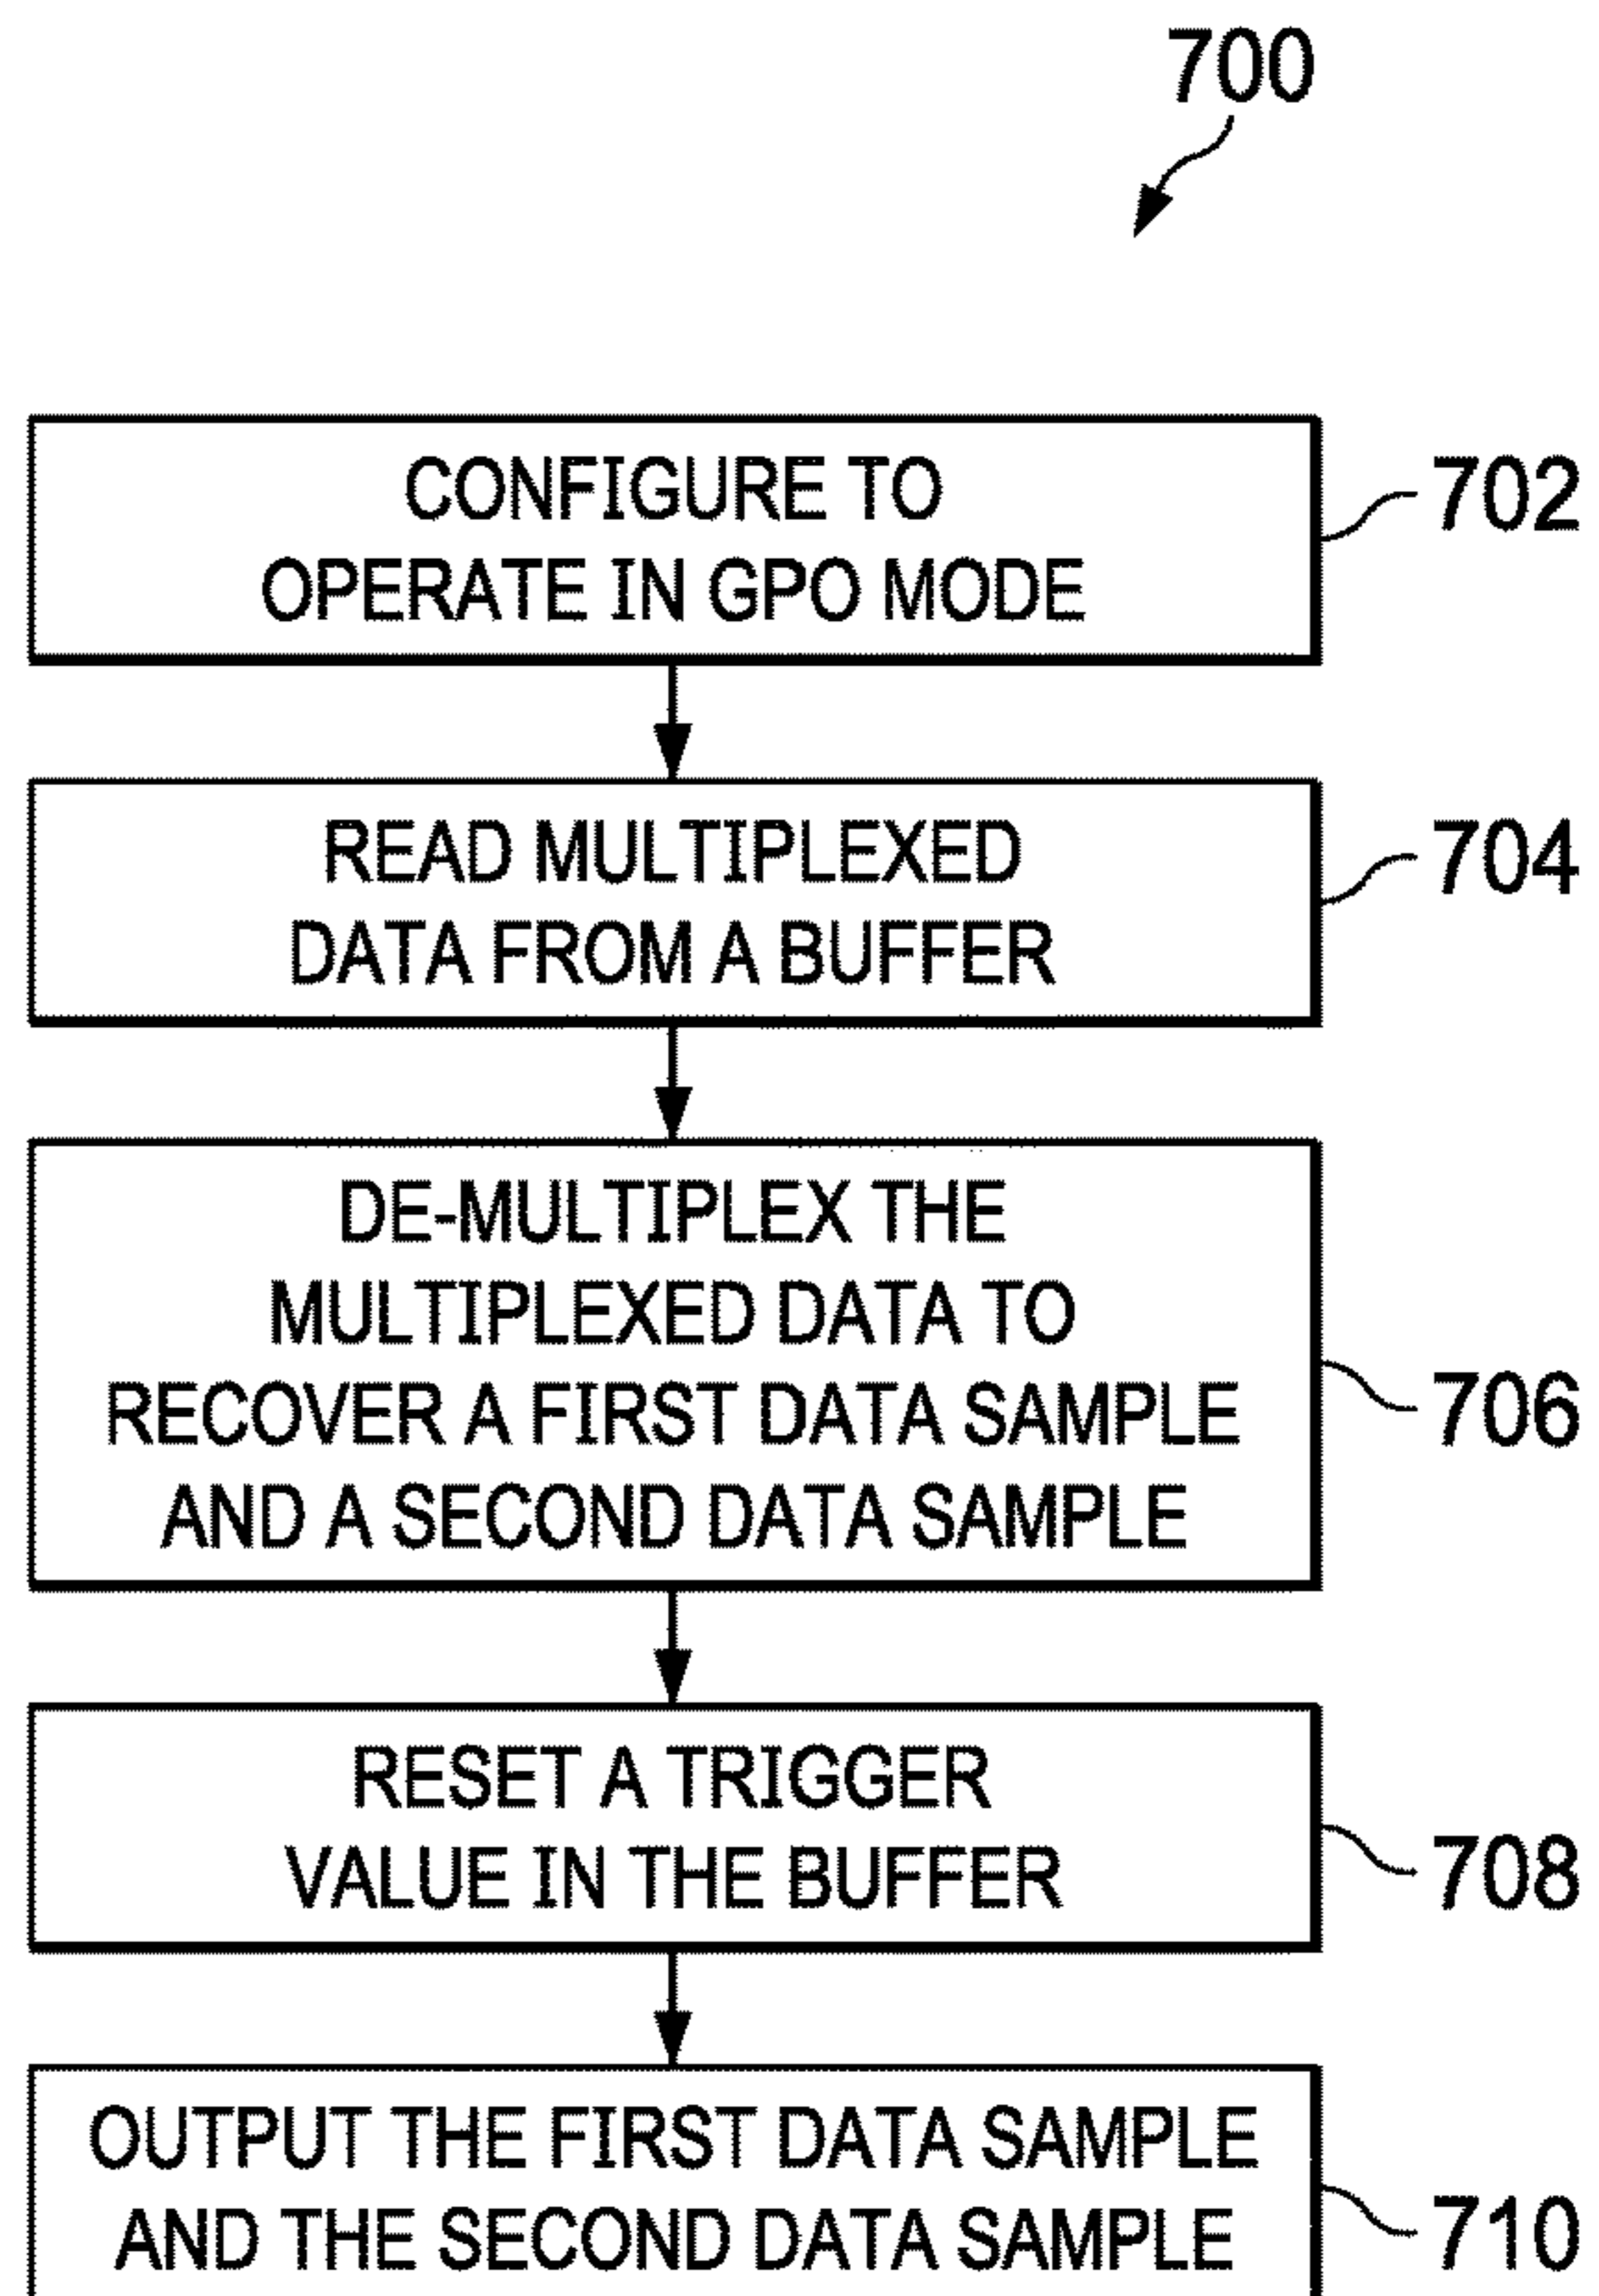 700
CONFIGURE TO
OPERATE IN GPO MODE
702
READ MULTIPLEXED
DATA FROM A BUFFER
704
DE-MULTIPLEX THE
MULTIPLEXED DATA TO
RECOVER A FIRST DATA SAMPLE
AND A SECOND DATA SAMPLE
706
RESET A TRIGGER
VALUE IN THE BUFFER
708
OUTPUT THE FIRST DATA SAMPLE
AND THE SECOND DATA SAMPLE
710